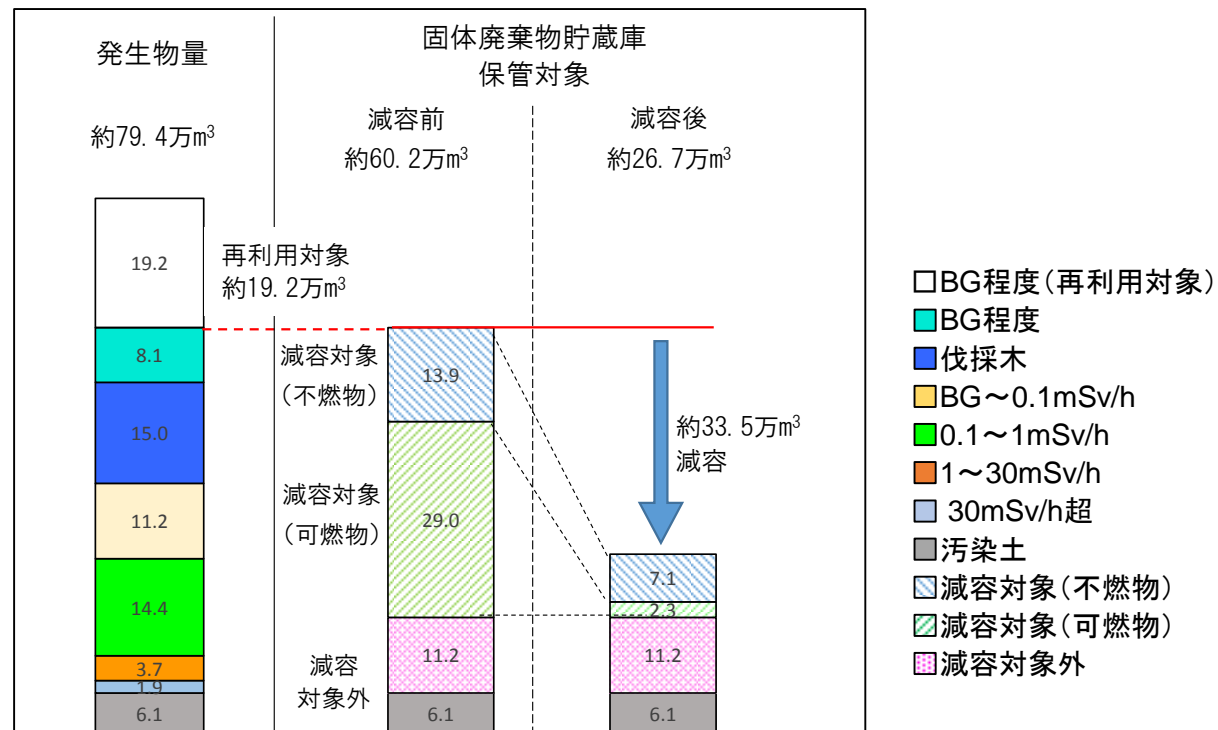 発生物量
約79.4万m³
19.2
8.1
15.0
11.2
14.4
3.7
1.9
6.1
再利用対象
約19.2万m³
固体廃棄物貯蔵庫
保管対象
減容前
約60.2万m³
減容後
約26.7万m³
減容対象
(不燃物)
減容対象
(可燃物)
減容
対象外
13.9
29.0
11.2
6.1
約33.5万m³
減容
7.1
2.3
11.2
6.1
BG程度(再利用対象)
BG程度
伐採木
BG～0.1mSv/h
0.1～1mSv/h
1～30mSv/h
30mSv/h超
汚染土
減容対象(不燃物)
減容対象(可燃物)
減容対象外